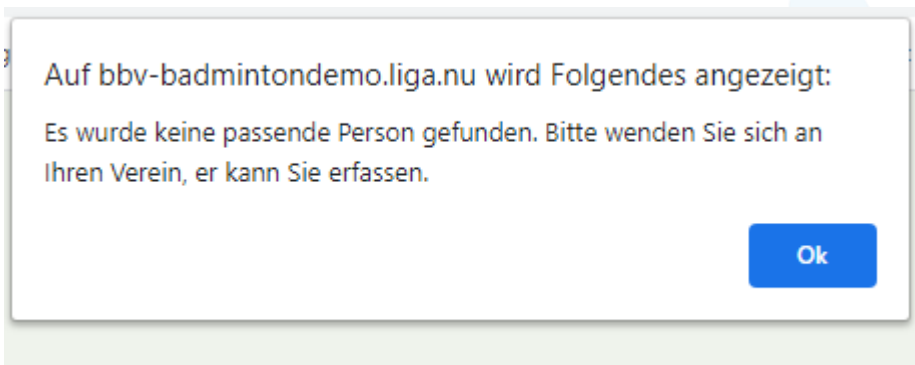 Auf bbv-badmintondemo.liga.nu wird Folgendes angezeigt:
Es wurde keine passende Person gefunden. Bitte wenden Sie sich an
Ihren Verein, er kann Sie erfassen.
Ok